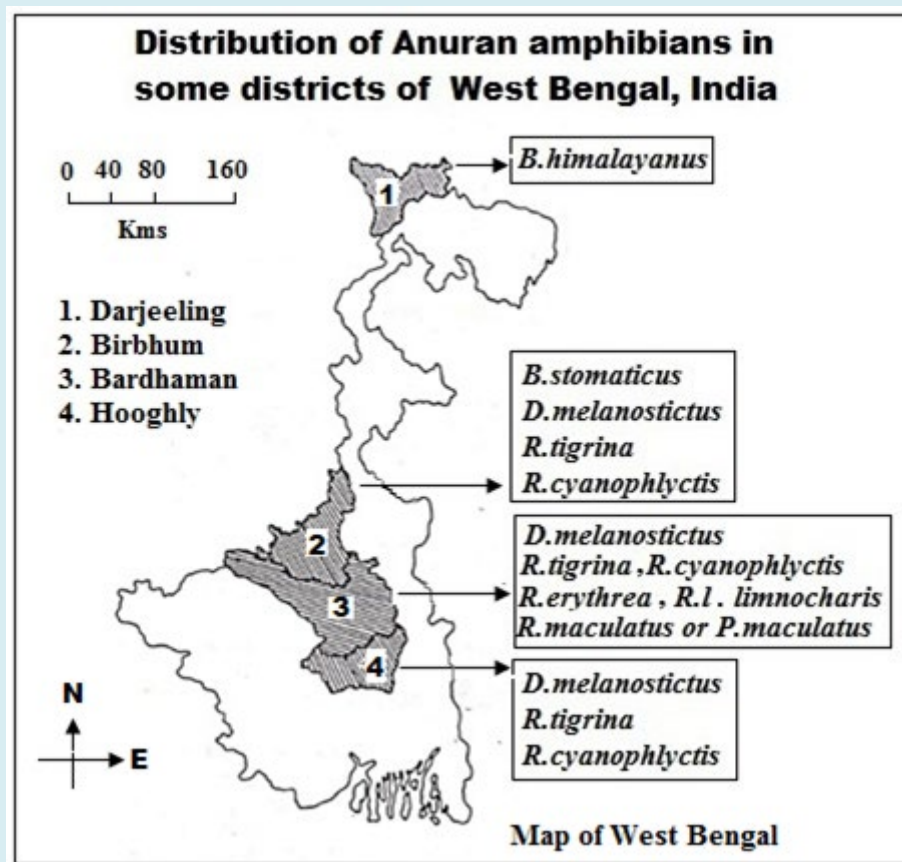 Distribution of Anuran amphibians in
some districts of West Bengal, India
0 40 80 160
Kms
1. Darjeeling
2. Birbhum
3. Bardhaman
4. Hooghly
1
B.himalayanus
B.stomaticus
D.melanostictus
R.tigrina
R.cyanophlyctis
2
D.melanostictus
R.tigrina ,R.cyanophlyctis
R.erythrea , R.l . limnocharis
R.maculatus or P.maculatus
3
4
D.melanostictus
R.tigrina
R.cyanophlyctis
N
E
Map of West Bengal